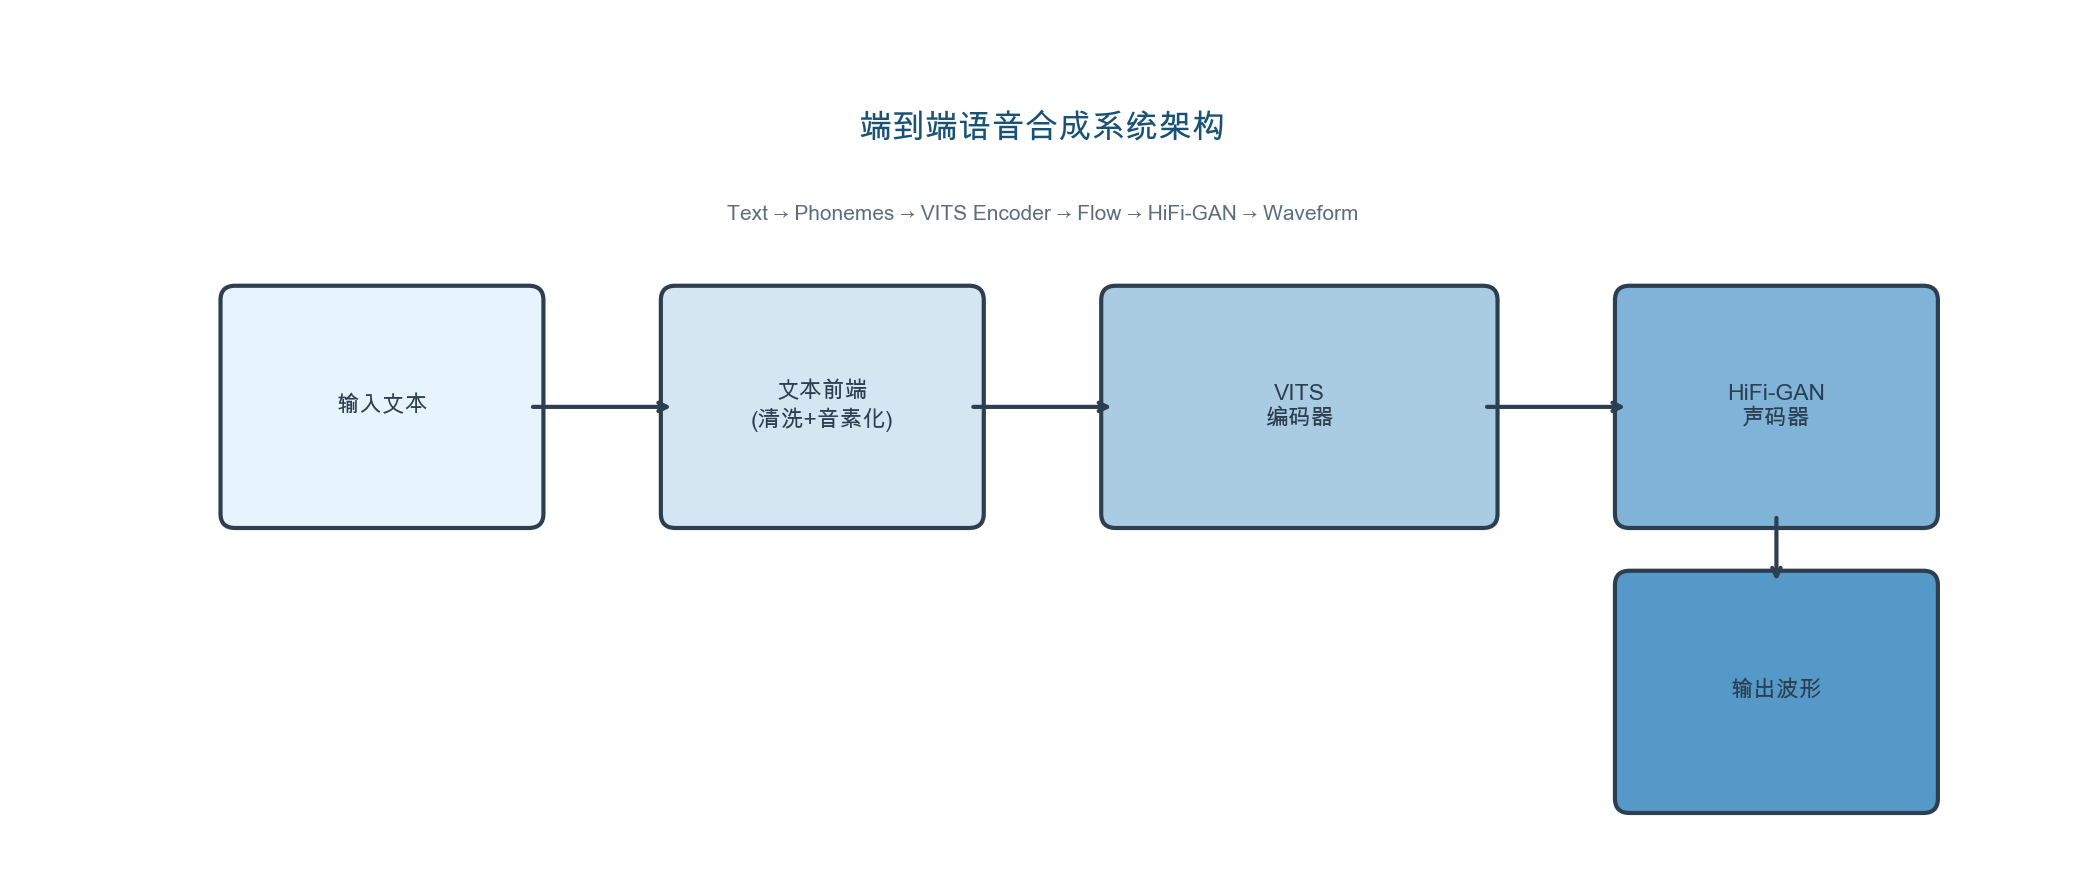 端到端语音合成系统架构
Text → Phonemes → VITS Encoder → Flow → HiFi-GAN → Waveform
输入文本
文本前端
(清洗+音素化)
VITS
编码器
HiFi-GAN
声码器
输出波形